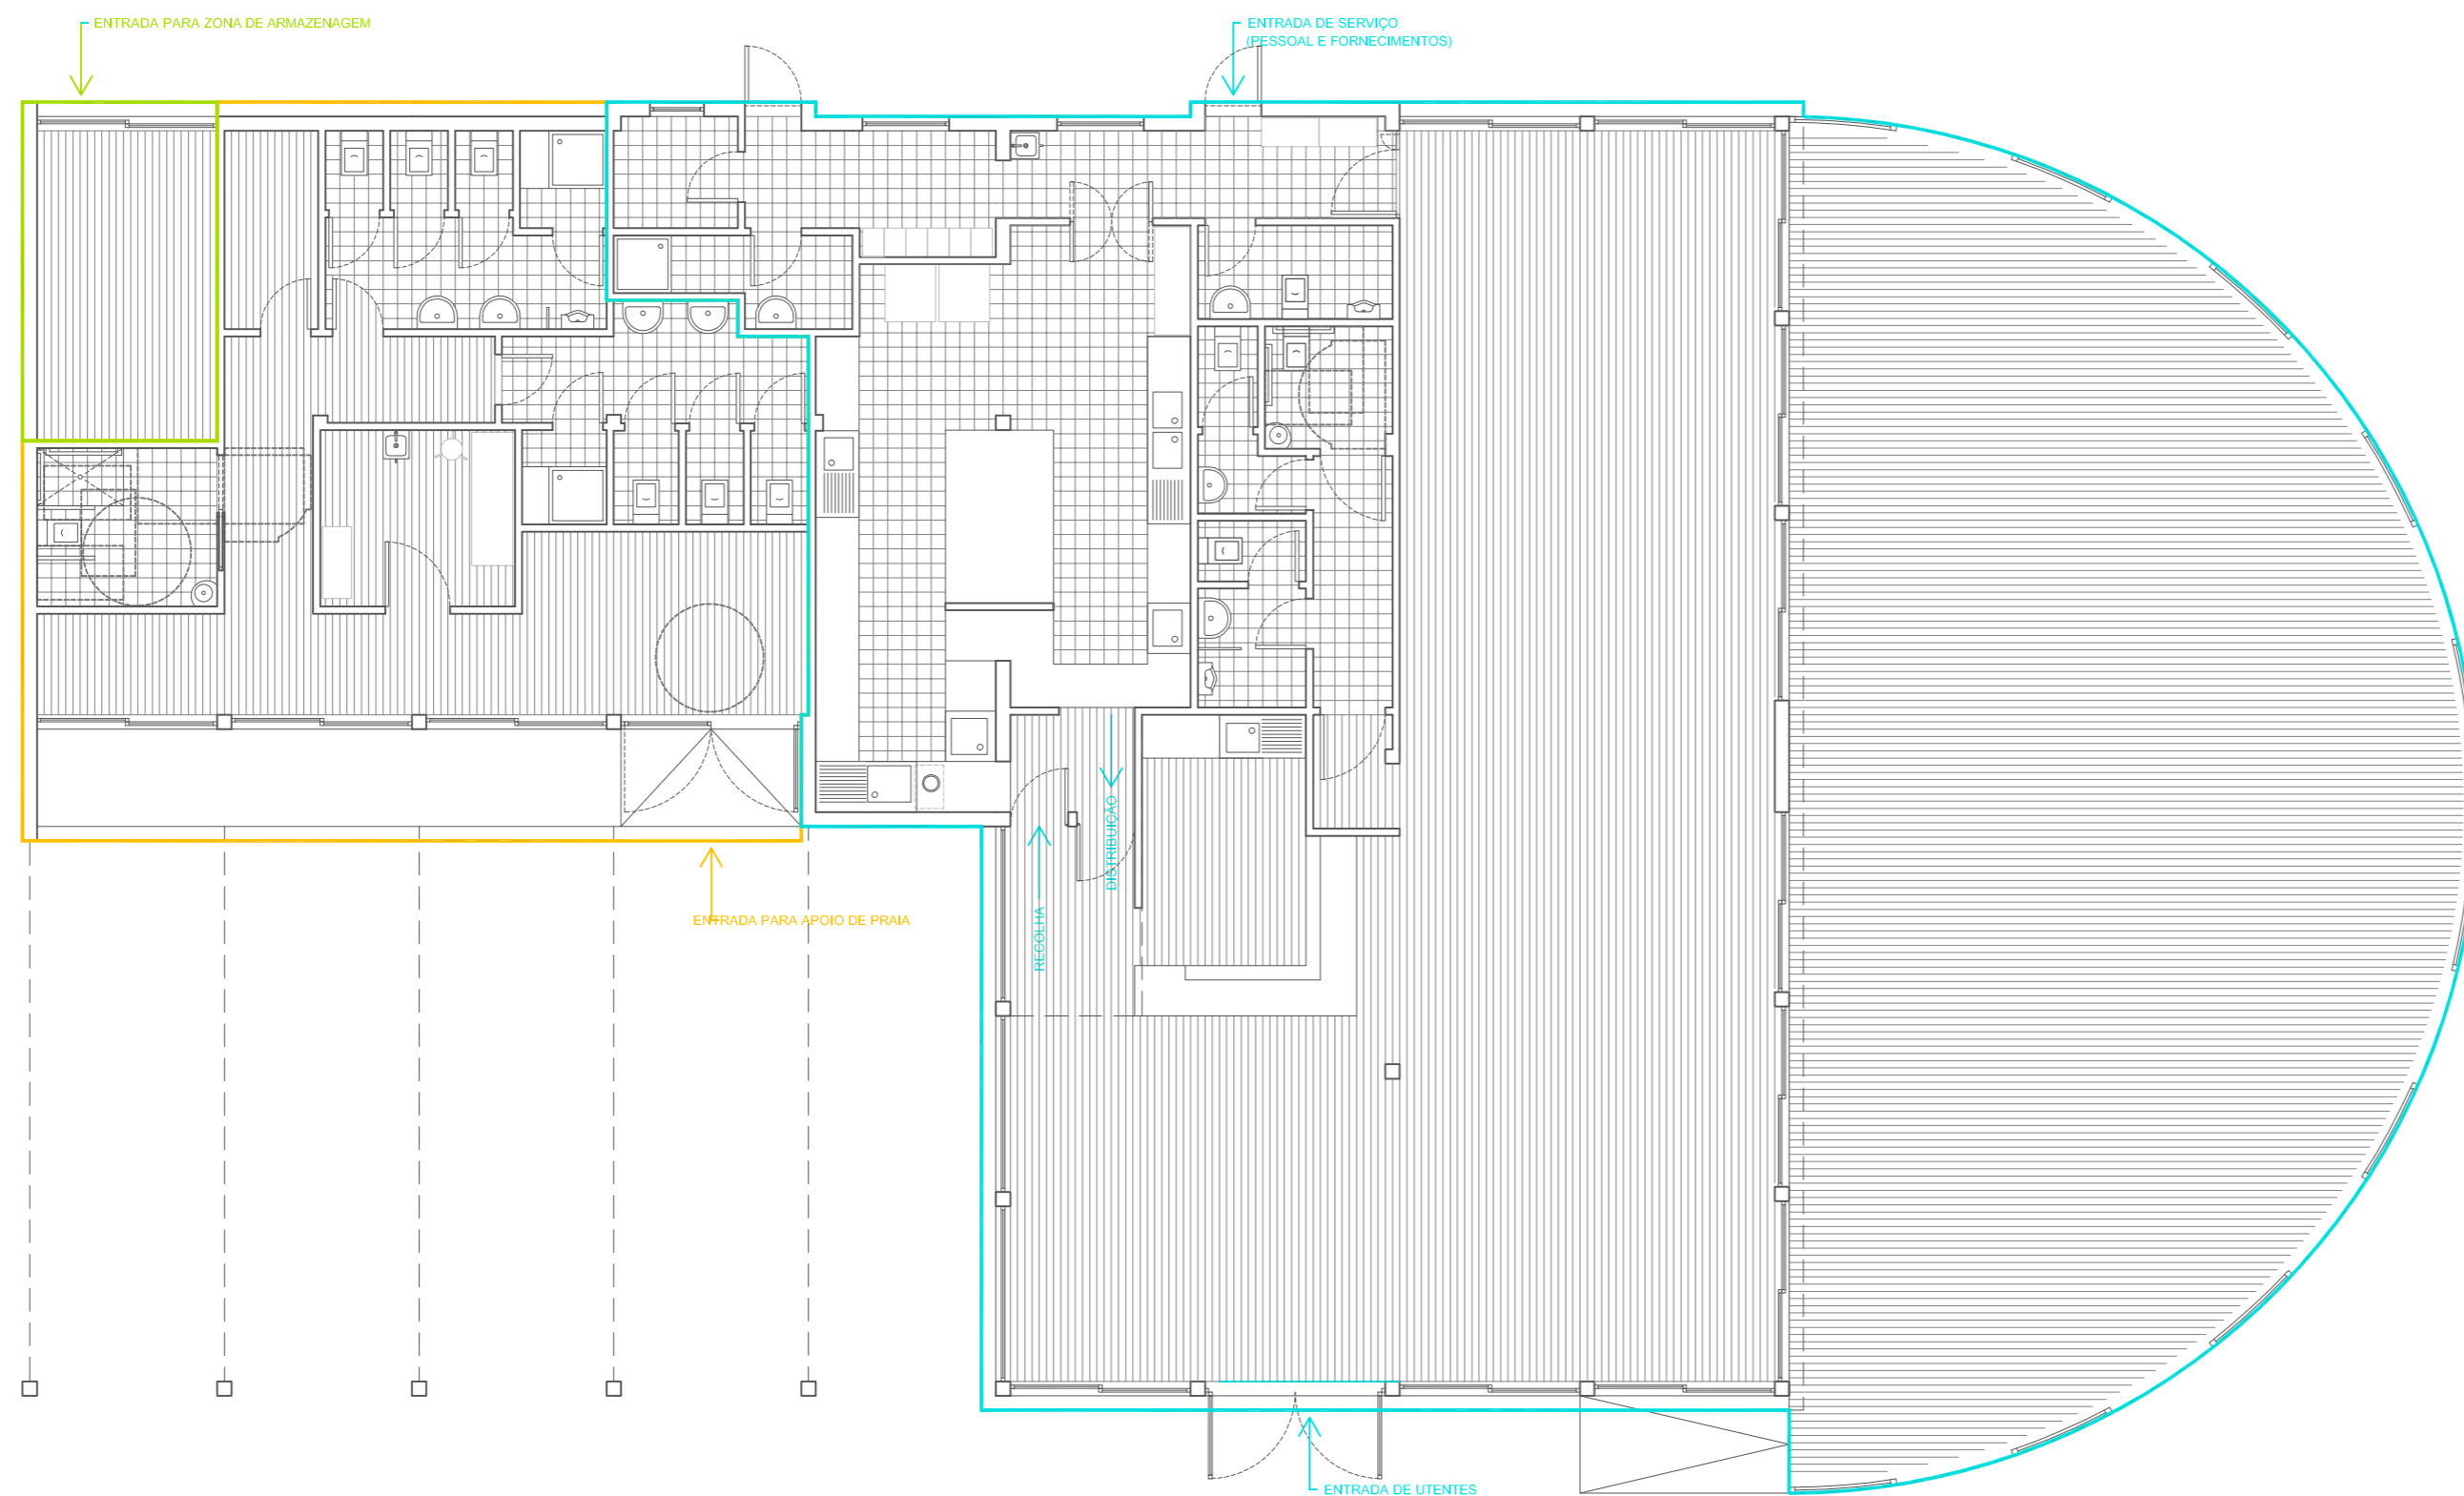 ENTRADA PARA ZONA DE ARMAZENAGEM
ENTRADA DE SERVIÇO
(PESSOAL E FORNECIMENTOS)
DISTRIBUIÇÃO
RECOLHA
ENTRADA PARA APOIO DE PRAIA
ENTRADA DE UTENTES